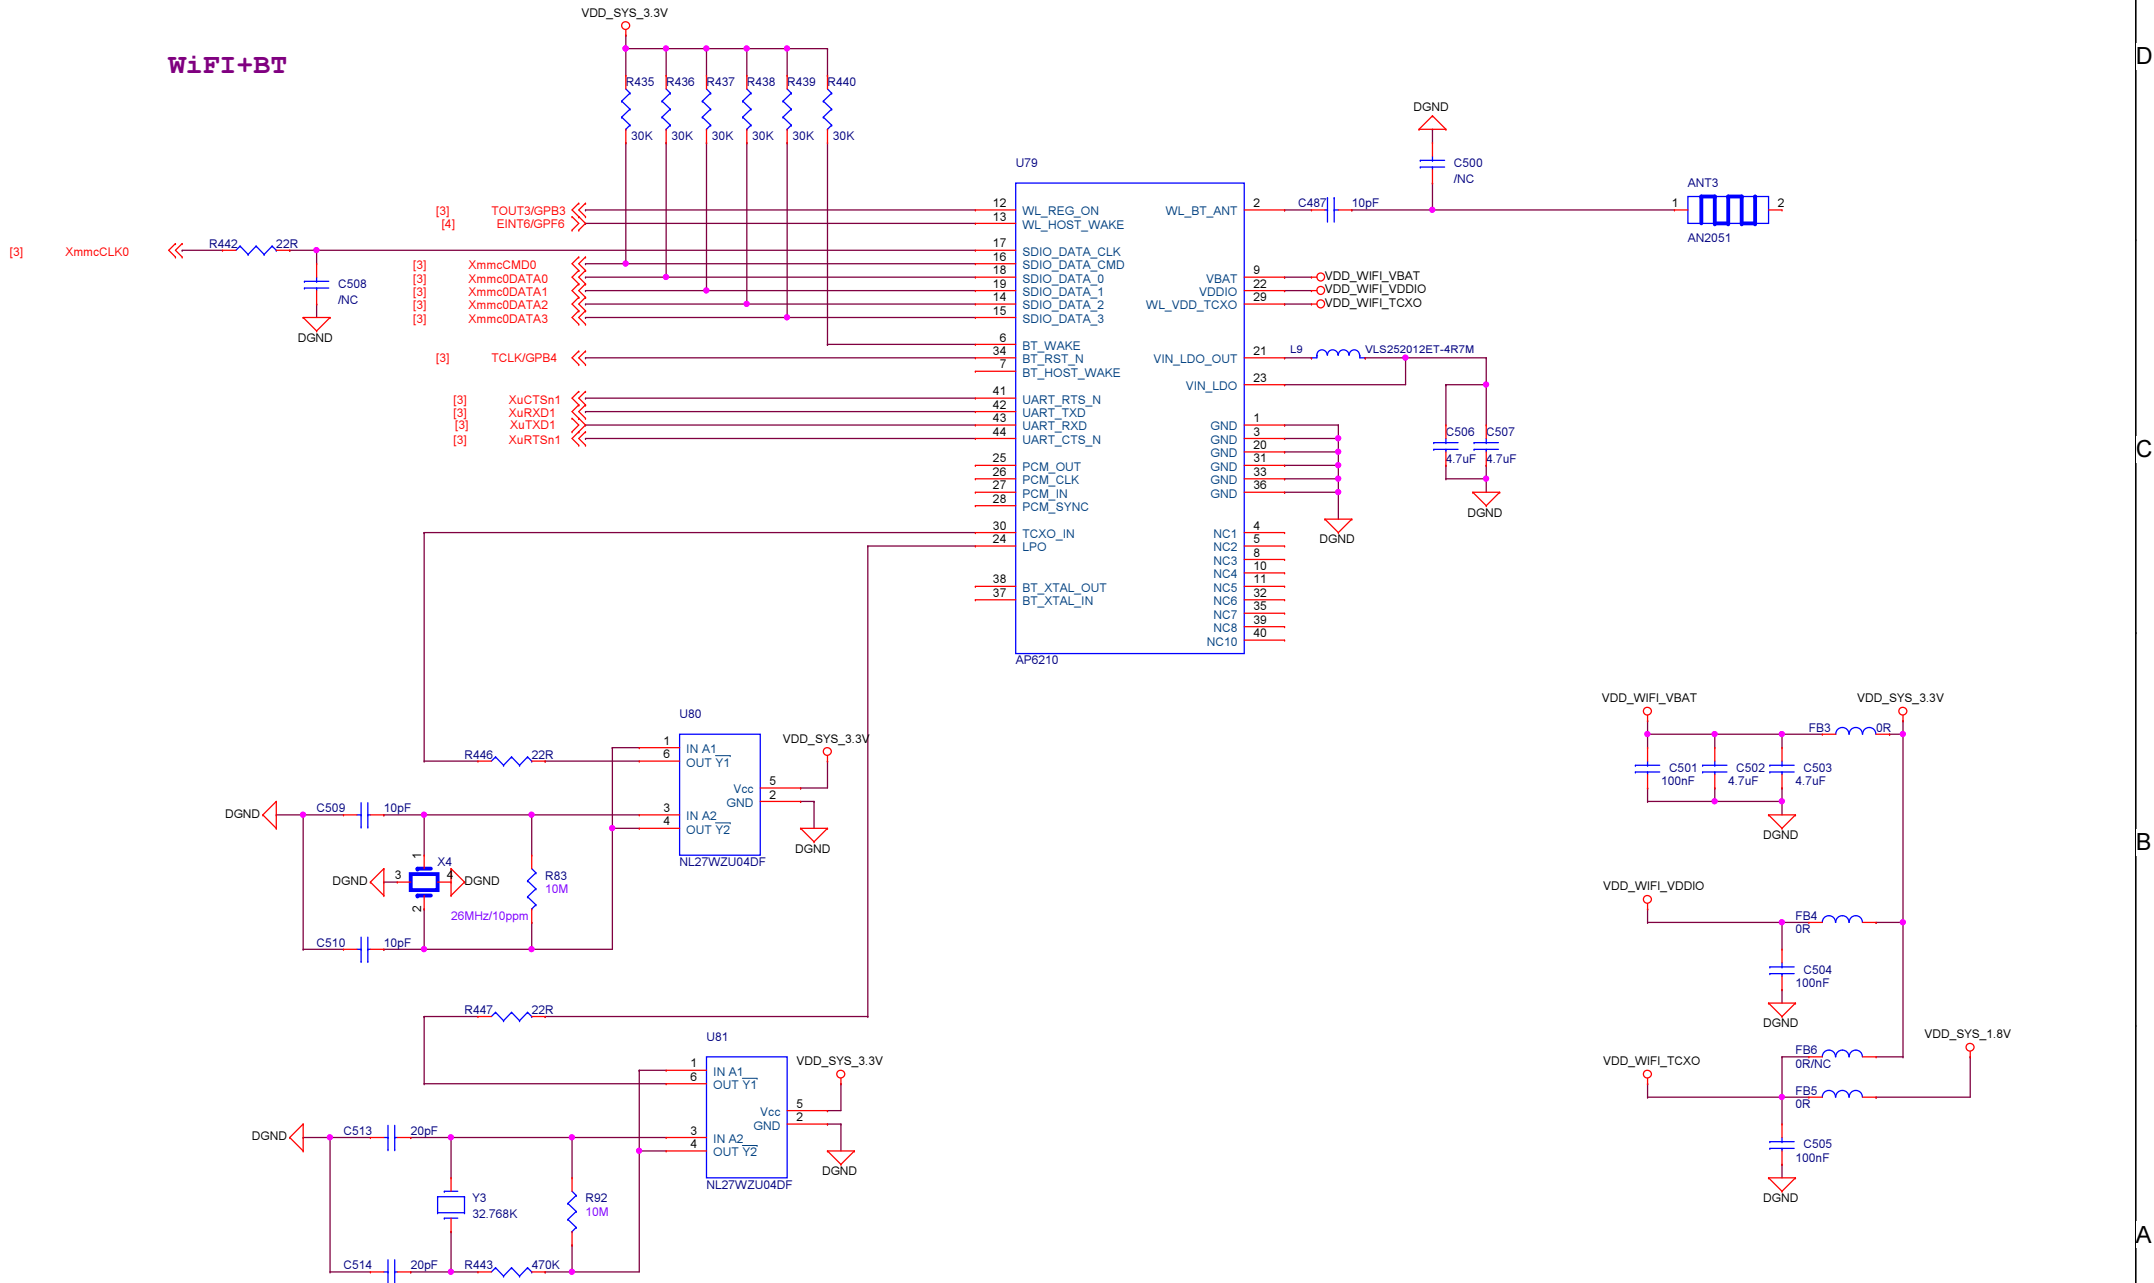 VDD_SYS_3.3V
D
WiFI+BT
R435 R436 R437 R438 R439 R440
30K 30K 30K 30K 30K 30K
DGND
C500
/NC
U79
ANT3
[3] TOUT3/GPB3 12 WL_REG_ON WL_BT_ANT 2 C487 10pF 1 2
[4] EINT6/GPF6 13 WL_HOST_WAKE
AN2051
[3] XmmcCLK0 R442 22R 17 SDIO_DATA_CLK
[3] XmmcCMD0 16 SDIO_DATA_CMD
[3] Xmmc0DATA0 18 SDIO_DATA_0 VBAT 9 VDD_WIFI_VBAT
[3] Xmmc0DATA1 19 SDIO_DATA_1 VDDIO 22 VDD_WIFI_VDDIO
[3] Xmmc0DATA2 14 SDIO_DATA_2 WL_VDD_TCXO 29 VDD_WIFI_TCXO
[3] Xmmc0DATA3 15 SDIO_DATA_3
C508
/NC
DGND
6 BT_WAKE
[3] TCLK/GPB4 34 BT_RST_N VIN_LDO_OUT 21 L9 VLS252012ET-4R7M
7 BT_HOST_WAKE
VIN_LDO 23
[3] XuCTSn1 41 UART_RTS_N
[3] XuRXD1 42 UART_TXD
[3] XuTXD1 43 UART_RXD GND 1
[3] XuRTSn1 44 UART_CTS_N GND 3
GND 20
25 PCM_OUT GND 31
26 PCM_CLK GND 33
27 PCM_IN GND 36
28 PCM_SYNC
C506 C507
4.7uF 4.7uF
C
DGND
DGND
30 TCXO_IN NC1 4
24 LPO NC2 5
NC3 8
NC4 10
38 BT_XTAL_OUT NC5 11
37 BT_XTAL_IN NC6 32
NC7 35
NC8 39
NC10 40
AP6210
VDD_WIFI_VBAT VDD_SYS_3.3V
FB3 0R
C501 C502 C503
100nF 4.7uF 4.7uF
DGND
U80
VDD_SYS_3.3V
1 IN A1
R446 22R 6 OUT Y1
Vcc 5
GND 2
DGND C509 10pF 3 IN A2
4 OUT Y2
DGND
NL27WZU04DF
B
1 X4
DGND 3 4 DGND
2
R83
10M
26MHz/10ppm
C510 10pF
VDD_WIFI_VDDIO
FB4
0R
C504
100nF
DGND
R447 22R
U81
VDD_SYS_3.3V
1 IN A1
6 OUT Y1
Vcc 5
GND 2
DGND C513 20pF 3 IN A2
4 OUT Y2
DGND
NL27WZU04DF
VDD_SYS_1.8V
VDD_WIFI_TCXO
FB6
0R/NC
FB5
0R
C505
100nF
DGND
Y3
32.768K
R92
10M
A
C514 20pF R443 470K